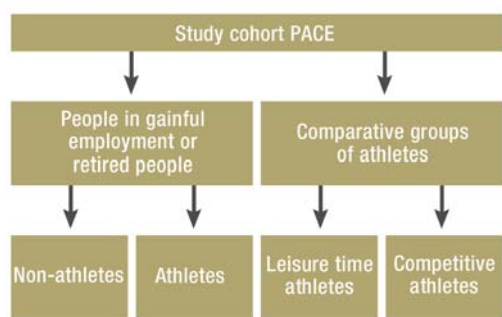 Study cohort PACE
People in gainful
employment or
retired people
Comparative groups
of athletes
Non-athletes
Athletes
Leisure time
athletes
Competitive
athletes